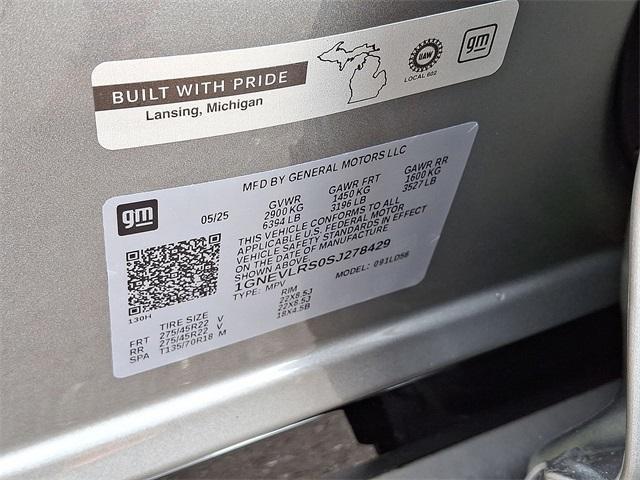 BUILT WITH PRIDE
Lansing, Michigan
UAW
LOCAL 602
gm
gm
MFD BY GENERAL MOTORS LLC
05/25
GVWR GAWR FRT GAWR RR
2900 KG 1450 KG 1600 KG
6394 LB 3196 LB 3527 LB
THIS VEHICLE CONFORMS TO ALL
APPLICABLE U.S. FEDERAL MOTOR
VEHICLE SAFETY STANDARDS IN EFFECT
ON THE DATE OF MANUFACTURE
SHOWN ABOVE.
1GNEVLRS0SJ278429
TYPE: MPV MODEL: 091LD56
130H
TIRE SIZE RIM
FRT 275/45R22 V 22X8.5J
RR 275/45R22 V 22X8.5J
SPA T135/70R18 M 18X4.5B